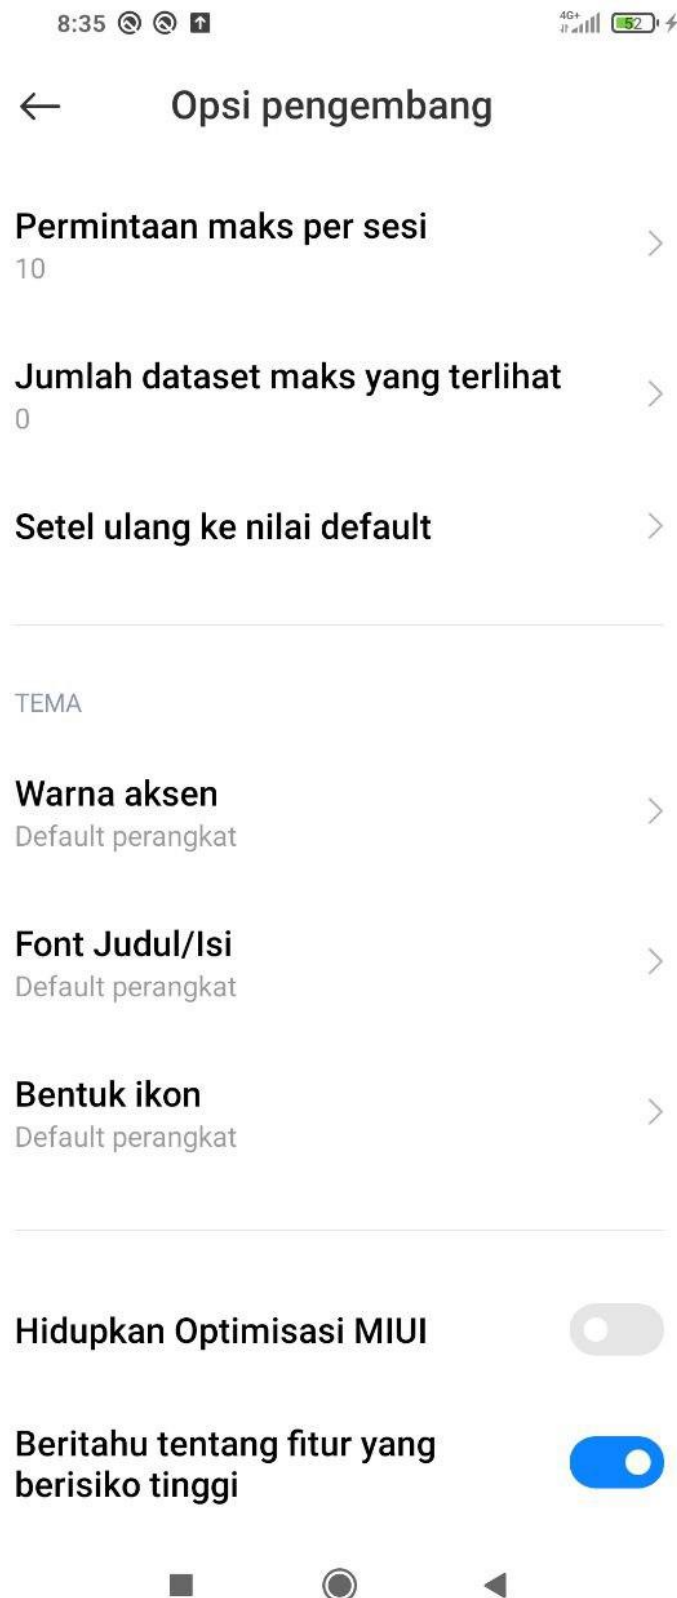 8:35
4G+
52
Opsi pengembang
Permintaan maks per sesi
10
Jumlah dataset maks yang terlihat
0
Setel ulang ke nilai default
TEMA
Warna aksen
Default perangkat
Font Judul/Isi
Default perangkat
Bentuk ikon
Default perangkat
Hidupkan Optimisasi MIUI
Beritahu tentang fitur yang
berisiko tinggi